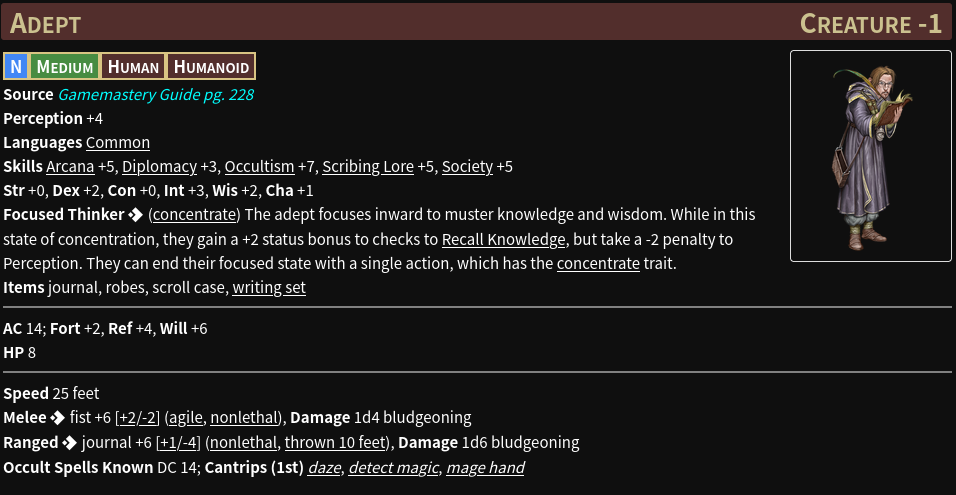 ADEPT CREATURE -1
N MEDIUM HUMAN HUMANOID
Source Gamemastery Guide pg. 228
Perception +4
Languages Common
Skills Arcana +5, Diplomacy +3, Occultism +7, Scribing Lore +5, Society +5
Str +0, Dex +2, Con +0, Int +3, Wis +2, Cha +1
Focused Thinker (concentrate) The adept focuses inward to muster knowledge and wisdom. While in this
state of concentration, they gain a +2 status bonus to checks to Recall Knowledge, but take a -2 penalty to
Perception. They can end their focused state with a single action, which has the concentrate trait.
Items journal, robes, scroll case, writing set
AC 14; Fort +2, Ref +4, Will +6
HP 8
Speed 25 feet
Melee fist +6 [+2/-2] (agile, nonlethal), Damage 1d4 bludgeoning
Ranged journal +6 [+1/-4] (nonlethal, thrown 10 feet), Damage 1d6 bludgeoning
Occult Spells Known DC 14; Cantrips (1st) daze, detect magic, mage hand